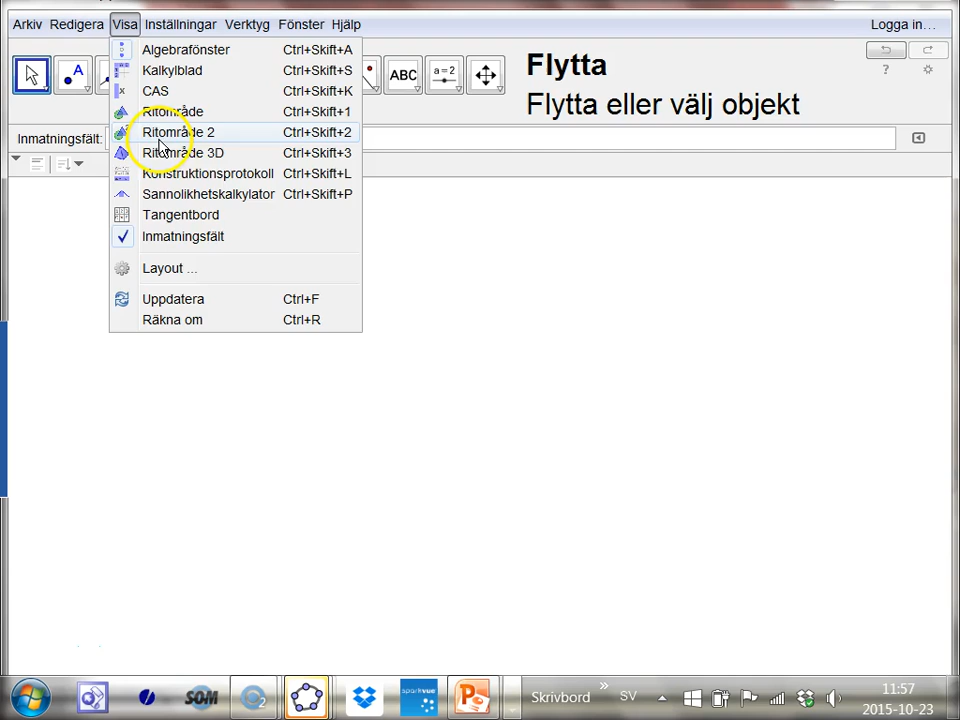 Arkiv Redigera Visa Inställningar Verktyg Fönster Hjälp Logga in...
Algebrafönster Ctrl+Skift+A
Kalkylblad Ctrl+Skift+S
CAS Ctrl+Skift+K
Ritområde Ctrl+Skift+1
Ritområde 2 Ctrl+Skift+2
Ritområde 3D Ctrl+Skift+3
Konstruktionsprotokoll Ctrl+Skift+L
Sannolikhetskalkylator Ctrl+Skift+P
Tangentbord
Inmatningsfält
Layout ...
Uppdatera Ctrl+F
Räkna om Ctrl+R
A ABC a=2
Flytta
Flytta eller välj objekt
Inmatningsfält:
SOM sparkvue Skrivbord » SV 11:57
2015-10-23